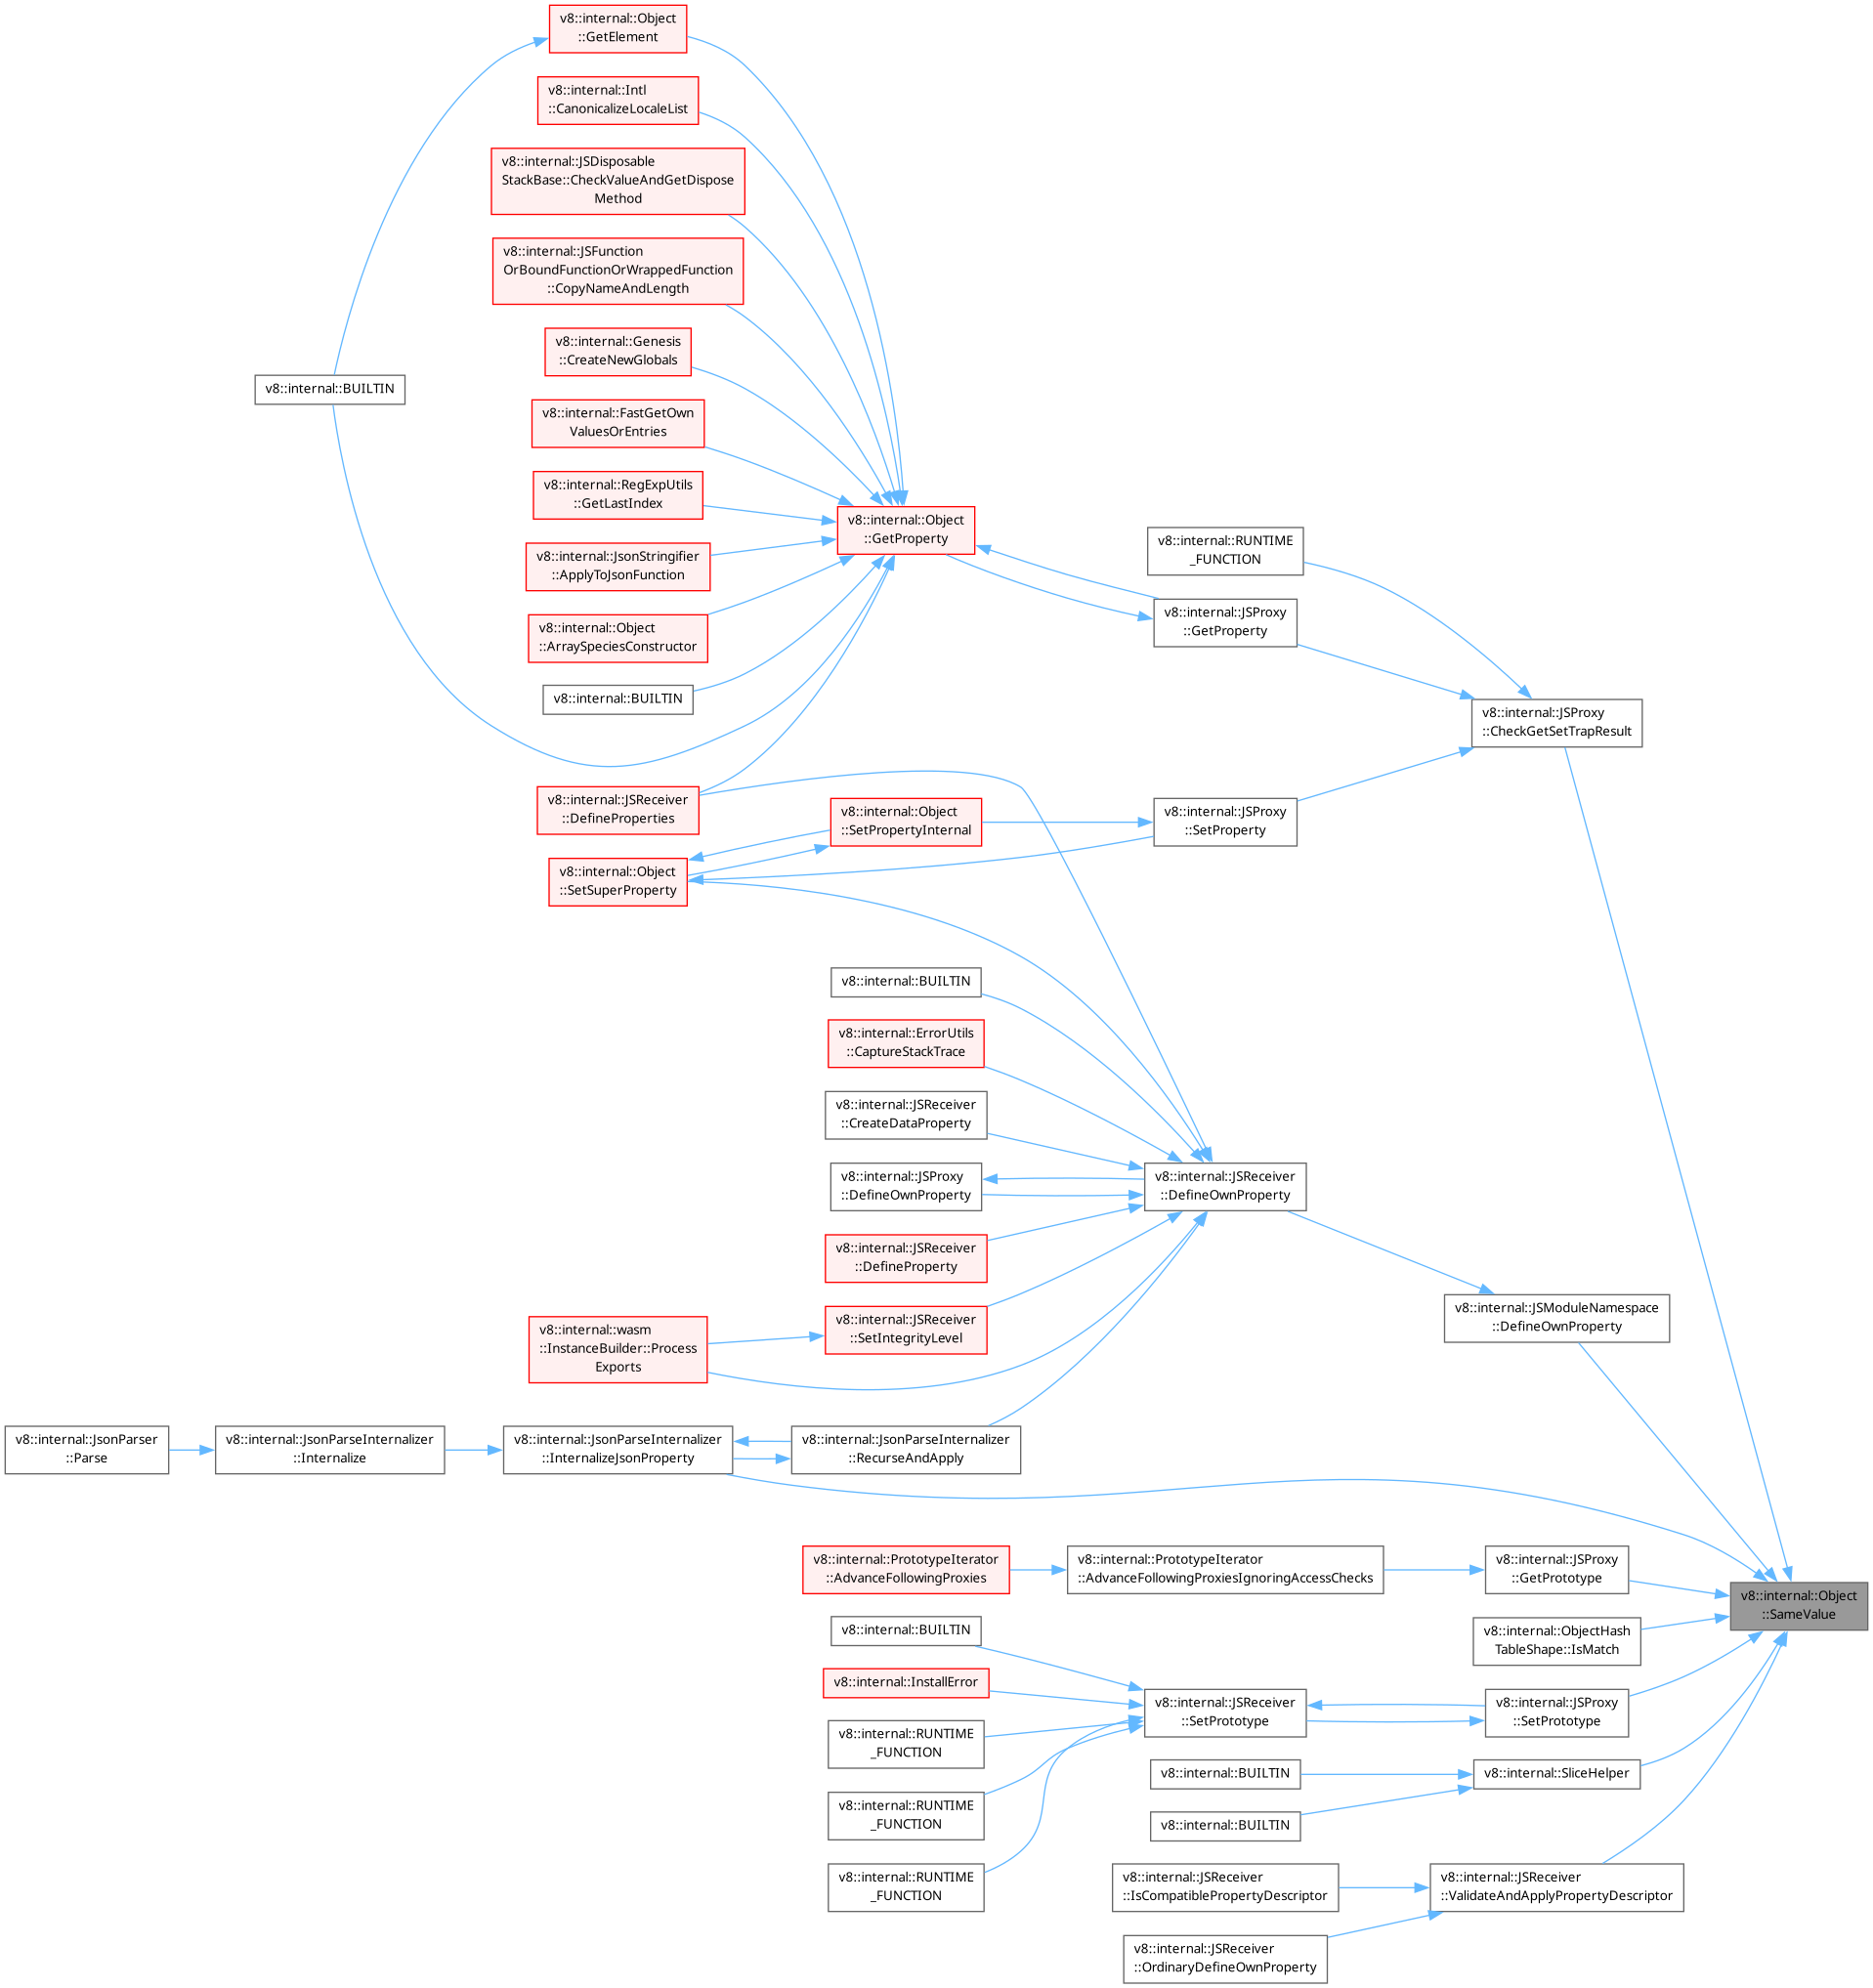 v8::internal::Object
::GetElement
v8::internal::Intl
::CanonicalizeLocaleList
v8::internal::JSDisposable
StackBase::CheckValueAndGetDispose
Method
v8::internal::JSFunction
OrBoundFunctionOrWrappedFunction
::CopyNameAndLength
v8::internal::Genesis
::CreateNewGlobals
v8::internal::BUILTIN
v8::internal::FastGetOwn
ValuesOrEntries
v8::internal::RegExpUtils
::GetLastIndex
v8::internal::Object
::GetProperty
v8::internal::RUNTIME
_FUNCTION
v8::internal::JsonStringifier
::ApplyToJsonFunction
v8::internal::JSProxy
::GetProperty
v8::internal::Object
::ArraySpeciesConstructor
v8::internal::BUILTIN
v8::internal::JSProxy
::CheckGetSetTrapResult
v8::internal::JSReceiver
::DefineProperties
v8::internal::Object
::SetPropertyInternal
v8::internal::JSProxy
::SetProperty
v8::internal::Object
::SetSuperProperty
v8::internal::BUILTIN
v8::internal::ErrorUtils
::CaptureStackTrace
v8::internal::JSReceiver
::CreateDataProperty
v8::internal::JSProxy
::DefineOwnProperty
v8::internal::JSReceiver
::DefineOwnProperty
v8::internal::JSReceiver
::DefineProperty
v8::internal::JSModuleNamespace
::DefineOwnProperty
v8::internal::wasm
::InstanceBuilder::Process
Exports
v8::internal::JSReceiver
::SetIntegrityLevel
v8::internal::JsonParser
::Parse
v8::internal::JsonParseInternalizer
::Internalize
v8::internal::JsonParseInternalizer
::InternalizeJsonProperty
v8::internal::JsonParseInternalizer
::RecurseAndApply
v8::internal::PrototypeIterator
::AdvanceFollowingProxies
v8::internal::PrototypeIterator
::AdvanceFollowingProxiesIgnoringAccessChecks
v8::internal::JSProxy
::GetPrototype
v8::internal::Object
::SameValue
v8::internal::BUILTIN
v8::internal::ObjectHash
TableShape::IsMatch
v8::internal::InstallError
v8::internal::JSReceiver
::SetPrototype
v8::internal::JSProxy
::SetPrototype
v8::internal::RUNTIME
_FUNCTION
v8::internal::BUILTIN
v8::internal::SliceHelper
v8::internal::RUNTIME
_FUNCTION
v8::internal::BUILTIN
v8::internal::RUNTIME
_FUNCTION
v8::internal::JSReceiver
::IsCompatiblePropertyDescriptor
v8::internal::JSReceiver
::ValidateAndApplyPropertyDescriptor
v8::internal::JSReceiver
::OrdinaryDefineOwnProperty